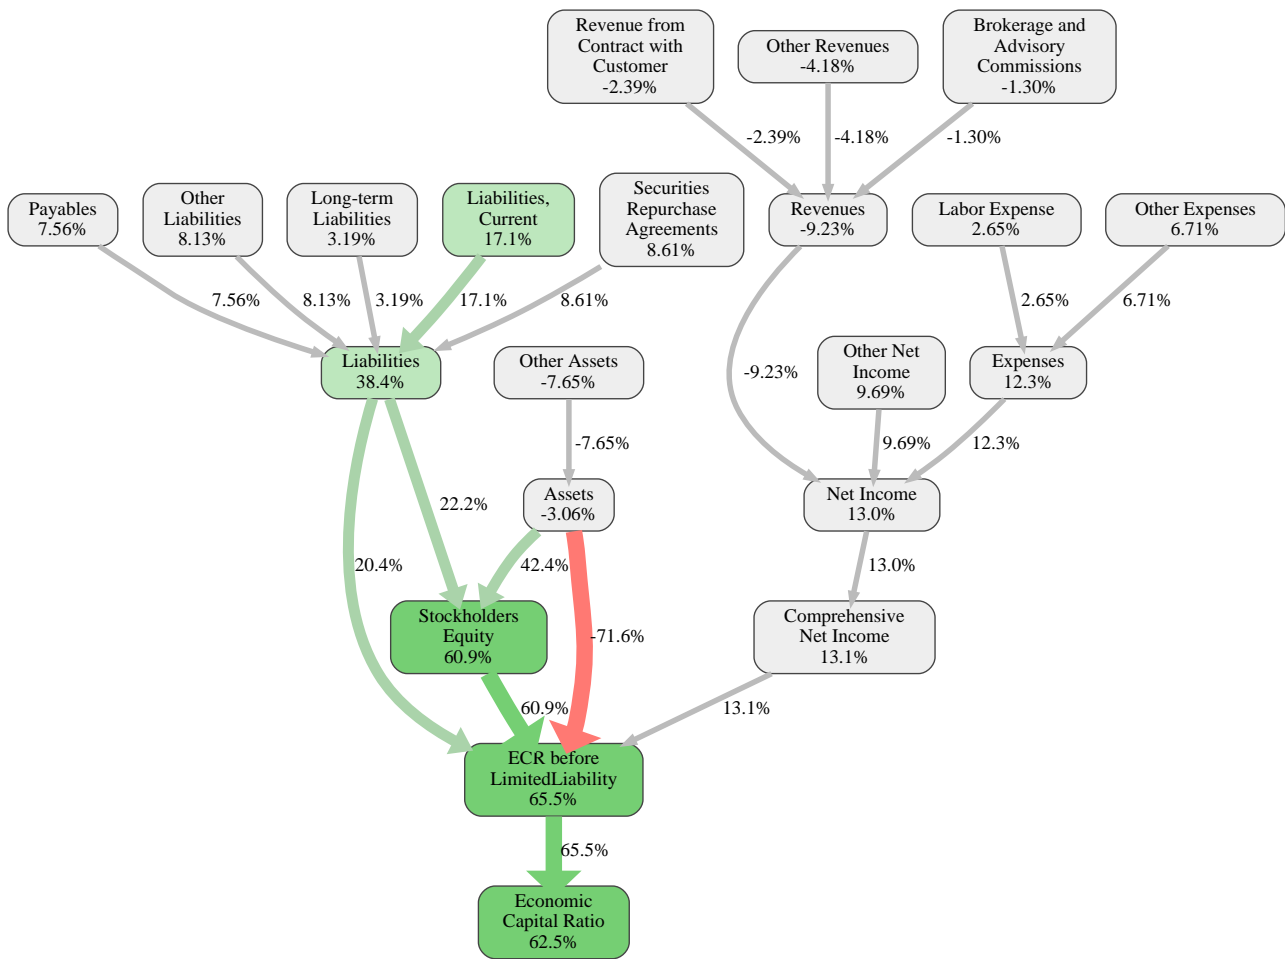 Revenue from
Contract with
Customer
-2.39%
Other Revenues
-4.18%
Brokerage and
Advisory
Commissions
-1.30%
-2.39%
-4.18%
-1.30%
Payables
7.56%
Other
Liabilities
8.13%
Long-term
Liabilities
3.19%
Liabilities,
Current
17.1%
Securities
Repurchase
Agreements
8.61%
Revenues
-9.23%
Labor Expense
2.65%
Other Expenses
6.71%
7.56%
8.13%
3.19%
17.1%
8.61%
2.65%
6.71%
Liabilities
38.4%
Other Assets
-7.65%
-9.23%
Other Net
Income
9.69%
Expenses
12.3%
-7.65%
9.69%
12.3%
22.2%
Assets
-3.06%
Net Income
13.0%
20.4%
42.4%
13.0%
Stockholders
Equity
60.9%
-71.6%
Comprehensive
Net Income
13.1%
60.9%
13.1%
ECR before
LimitedLiability
65.5%
65.5%
Economic
Capital Ratio
62.5%